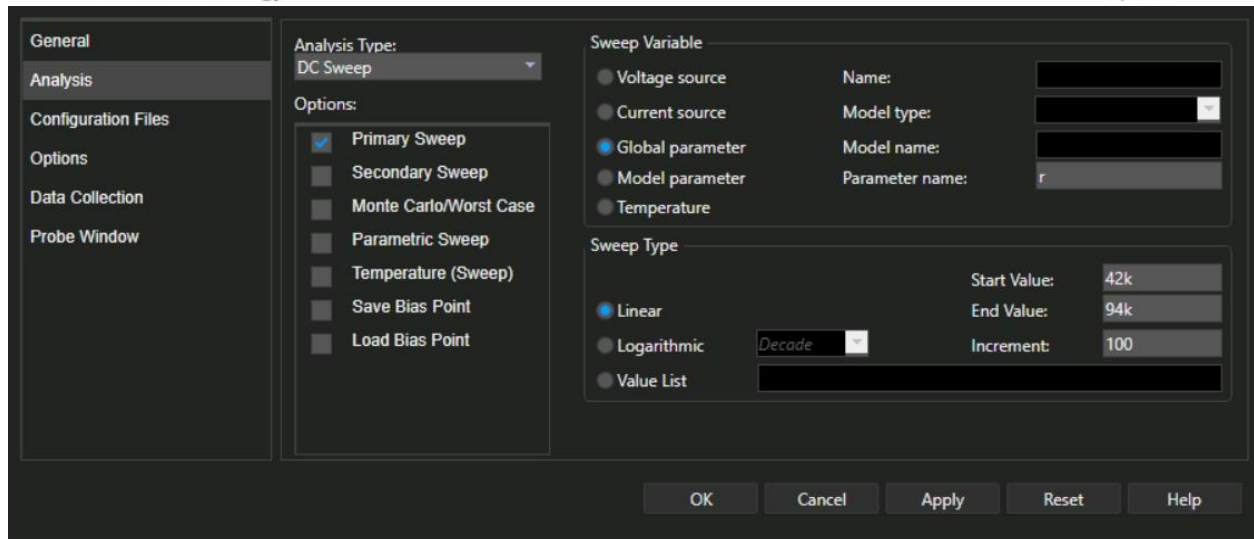 General
Analysis
Configuration Files
Options
Data Collection
Probe Window
Analysis Type:
DC Sweep
Options:
Primary Sweep
Secondary Sweep
Monte Carlo/Worst Case
Parametric Sweep
Temperature (Sweep)
Save Bias Point
Load Bias Point
Sweep Variable
Voltage source Name:
Current source Model type:
Global parameter Model name:
Model parameter Parameter name: r
Temperature
Sweep Type
Start Value: 42k
Linear End Value: 94k
Logarithmic Decade Increment: 100
Value List
OK Cancel Apply Reset Help